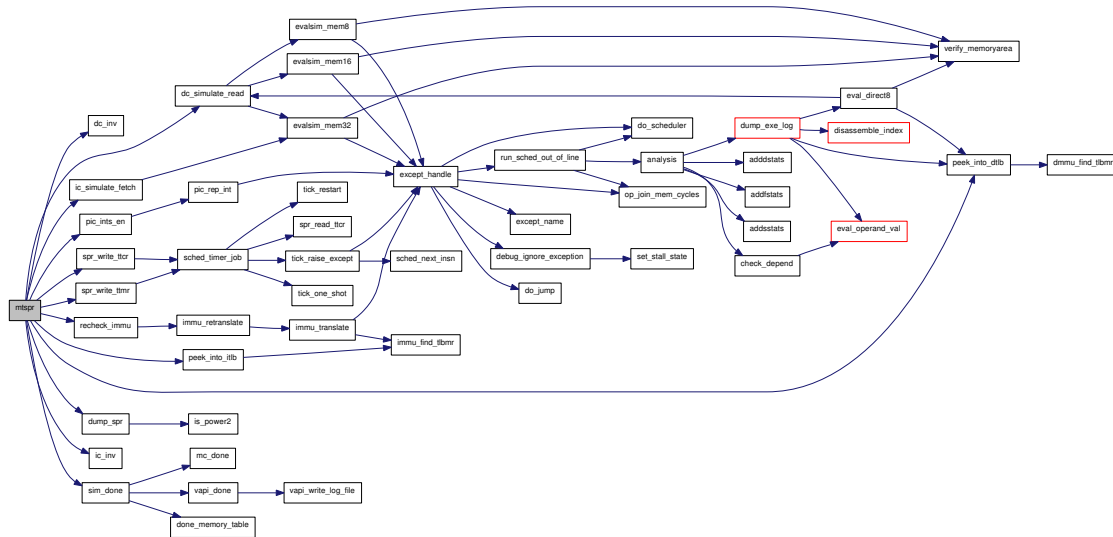 evalsim_mem8
verify_memoryarea
evalsim_mem16
dc_simulate_read
eval_direct8
dc_inv
evalsim_mem32
do_scheduler
dump_exe_log
disassemble_index
run_sched_out_of_line
analysis
adddstats
peek_into_dtlb
dmmu_find_tlbmr
except_handle
ic_simulate_fetch
pic_rep_int
tick_restart
op_join_mem_cycles
addfstats
pic_ints_en
spr_read_ttcr
except_name
addsstats
eval_operand_val
spr_write_ttcr
sched_timer_job
tick_raise_except
sched_next_insn
debug_ignore_exception
set_stall_state
check_depend
spr_write_ttmr
tick_one_shot
do_jump
mtspr
recheck_immu
immu_retranslate
immu_translate
immu_find_tlbmr
peek_into_itlb
dump_spr
is_power2
ic_inv
mc_done
sim_done
vapi_done
vapi_write_log_file
done_memory_table